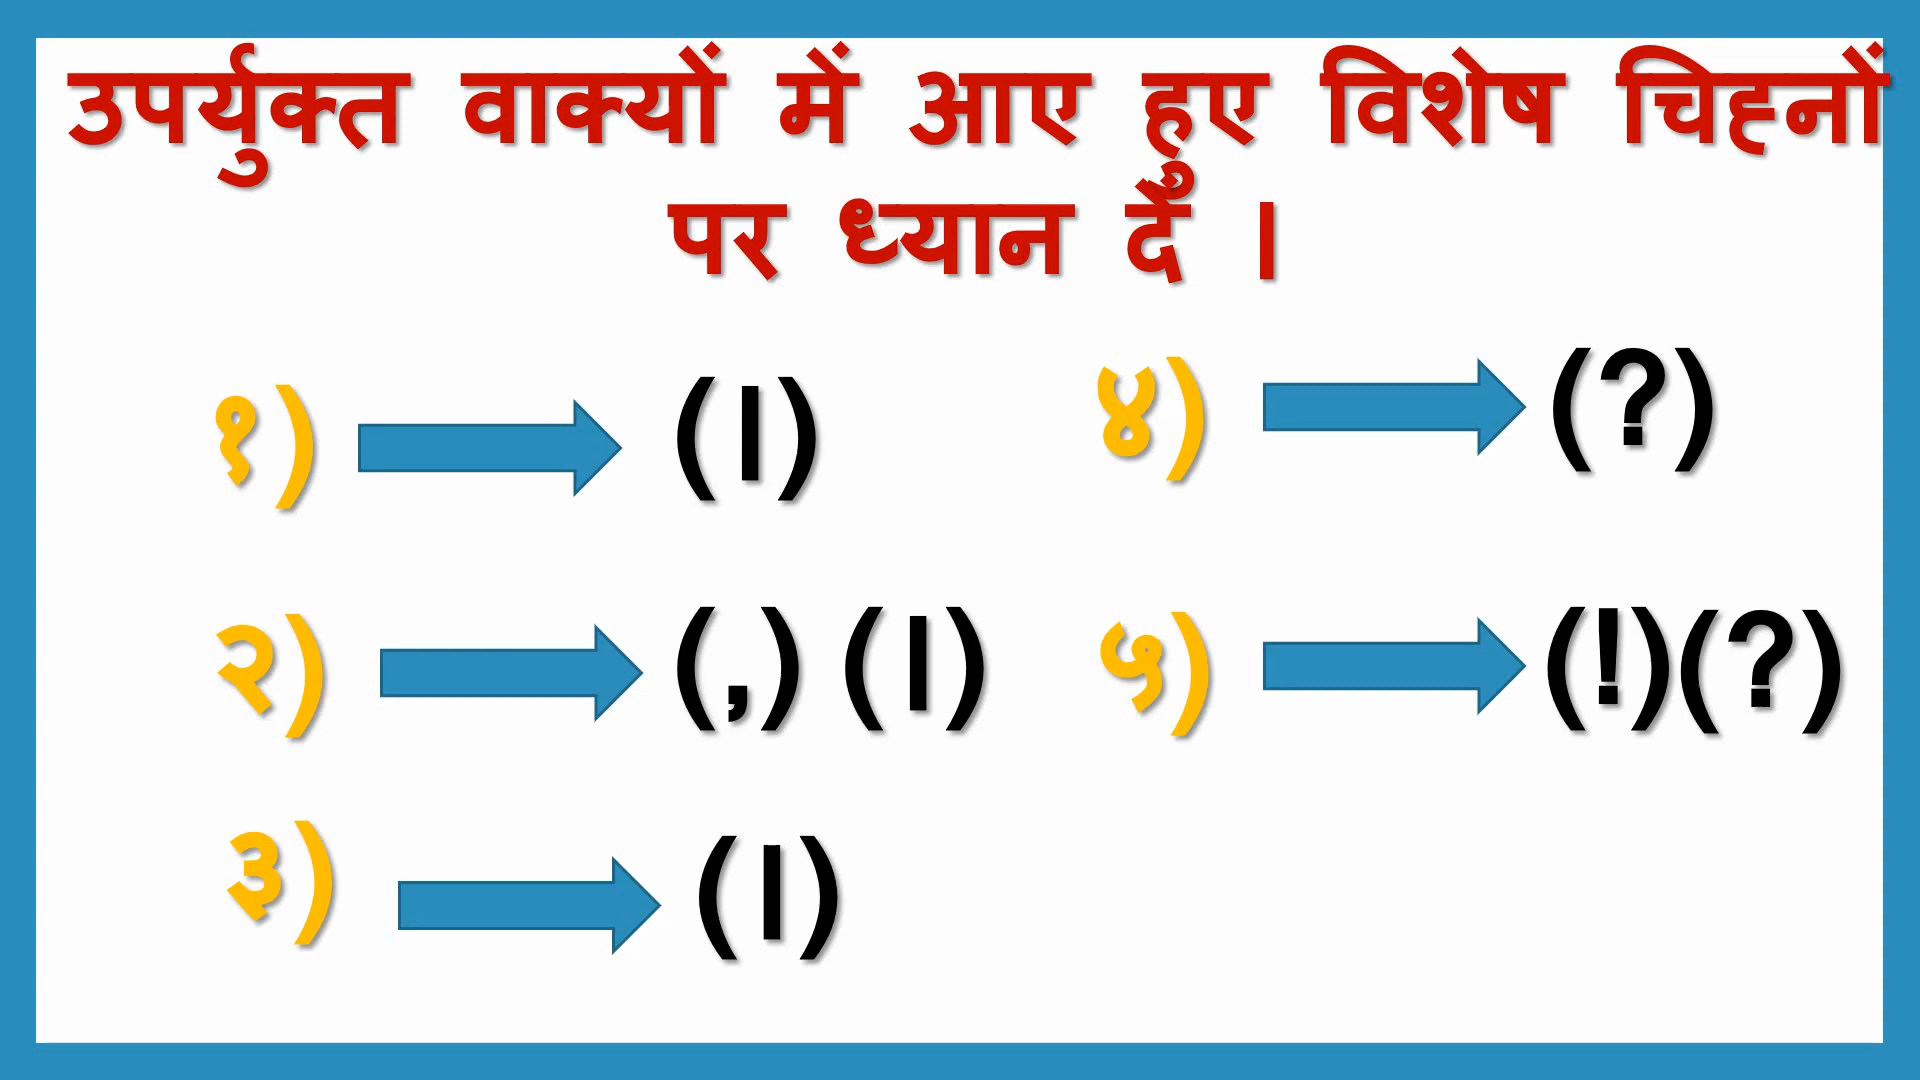 उपर्युक्त वाक्यों में आए हुए विशेष चिह्नों
पर ध्यान दें ।
१) (।)
२) (,) (।)
३) (।)
४) (?)
५) (!)(?)